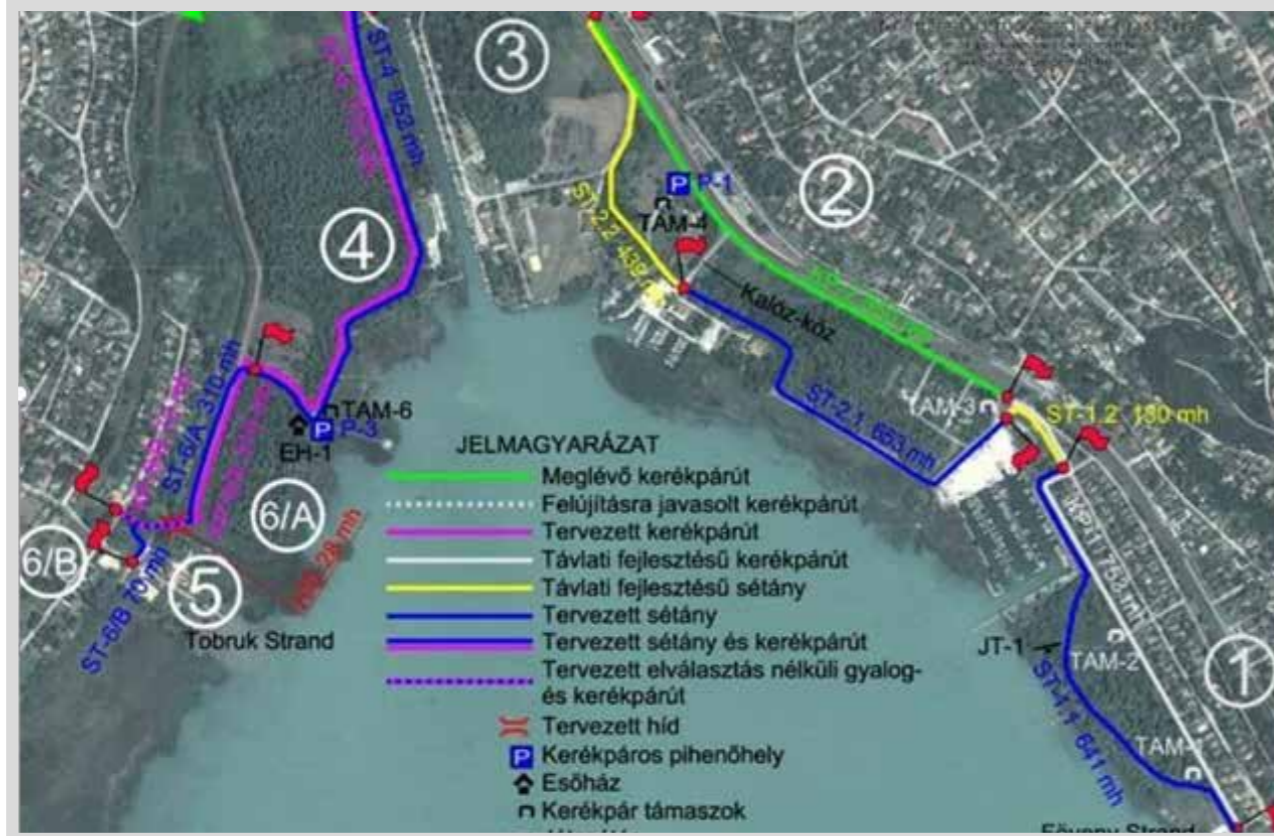 3
ST-4 852 mh
2
P P-1
TAM-4
ST-2.2 439
4
Kalóz-köz
TAM-3
ST-1.2 180 mh
ST-2.1 653 mh
ST-6/A 310 mh
TAM-6
P P-3
EH-1
6/A
6/B
5
ST-6/B 70 mh
28 mh
Tobruk Strand
JELMAGYARÁZAT
Meglévő kerékpárút
Felújításra javasolt kerékpárút
Tervezett kerékpárút
Távlati fejlesztésű kerékpárút
Távlati fejlesztésű sétány
Tervezett sétány
Tervezett sétány és kerékpárút
Tervezett elválasztás nélküli gyalog-
és kerékpárút
Tervezett híd
P Kerékpáros pihenőhely
Esőház
Kerékpár támaszok
JT-1
TAM-2
1
ST-1.1 641 mh
TAM-1